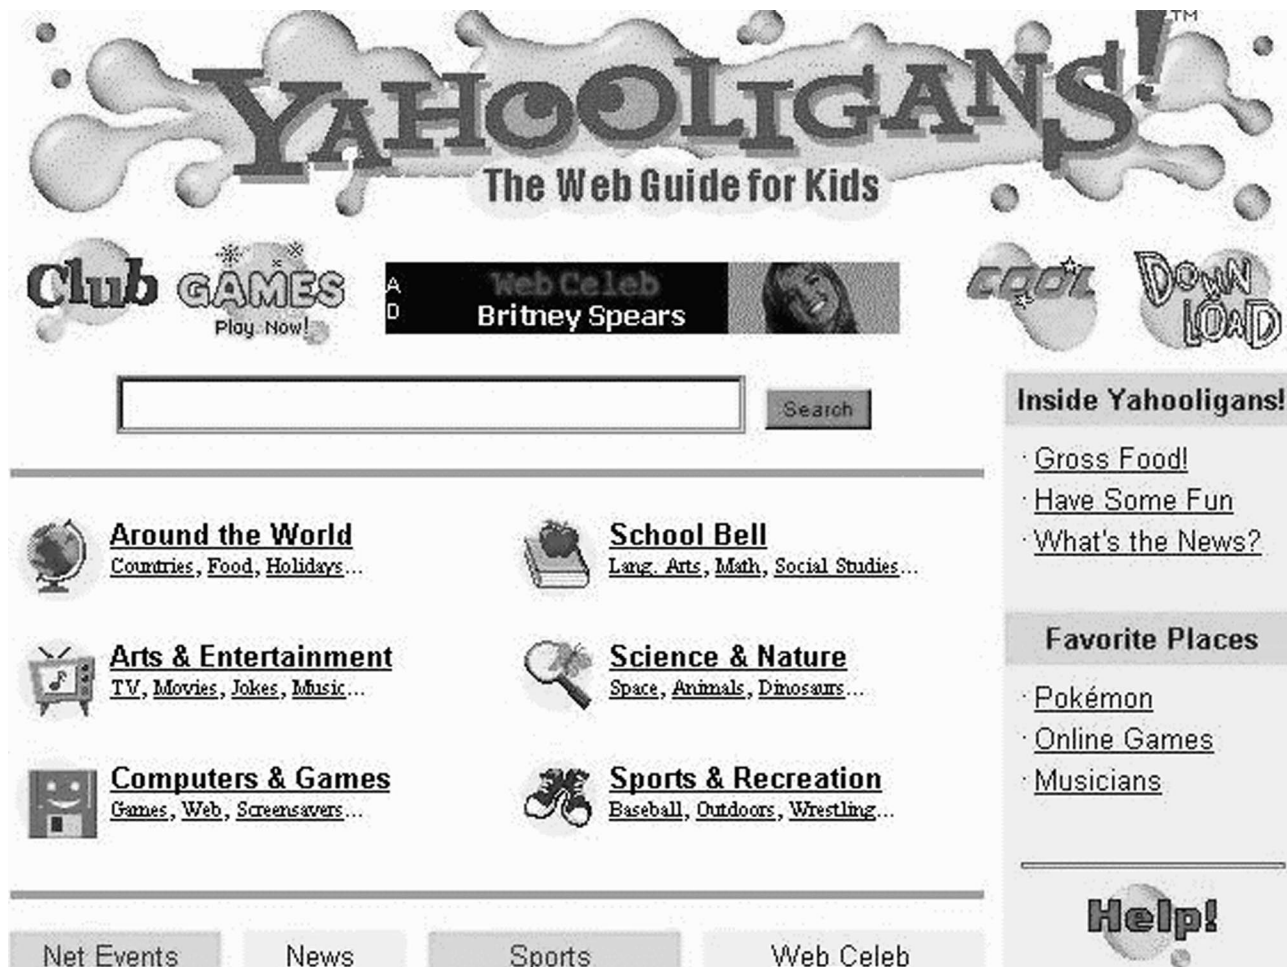 YAHOOLIGANS!™
The Web Guide for Kids
Club
GAMES
Play Now!
AD
Web Celeb
Britney Spears
COOL
DOWN
LOAD
Search
Around the World
Countries, Food, Holidays...
School Bell
Lang. Arts, Math, Social Studies...
Arts & Entertainment
TV, Movies, Jokes, Music...
Science & Nature
Space, Animals, Dinosaurs...
Computers & Games
Games, Web, Screensavers...
Sports & Recreation
Baseball, Outdoors, Wrestling...
Inside Yahooligans!
· Gross Food!
· Have Some Fun
· What's the News?
Favorite Places
· Pokémon
· Online Games
· Musicians
Help!
Net Events
News
Sports
Web Celeb